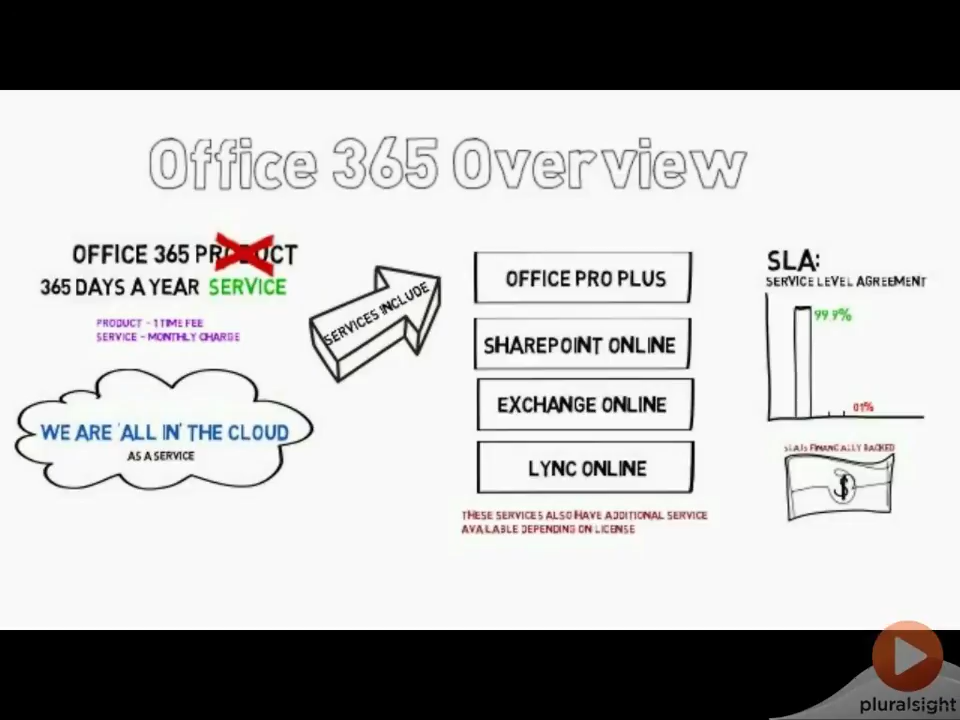 Office 365 Overview
OFFICE 365 PRODUCT
365 DAYS A YEAR SERVICE
PRODUCT - 1 TIME FEE
SERVICE - MONTHLY CHARGE
WE ARE 'ALL IN' THE CLOUD
AS A SERVICE
SERVICES INCLUDE
OFFICE PRO PLUS
SHAREPOINT ONLINE
EXCHANGE ONLINE
LYNC ONLINE
THESE SERVICES ALSO HAVE ADDITIONAL SERVICE
AVAILABLE DEPENDING ON LICENSE
SLA:
SERVICE LEVEL AGREEMENT
99.9%
01%
SLA IS FINANCIALLY BACKED
$
pluralsight